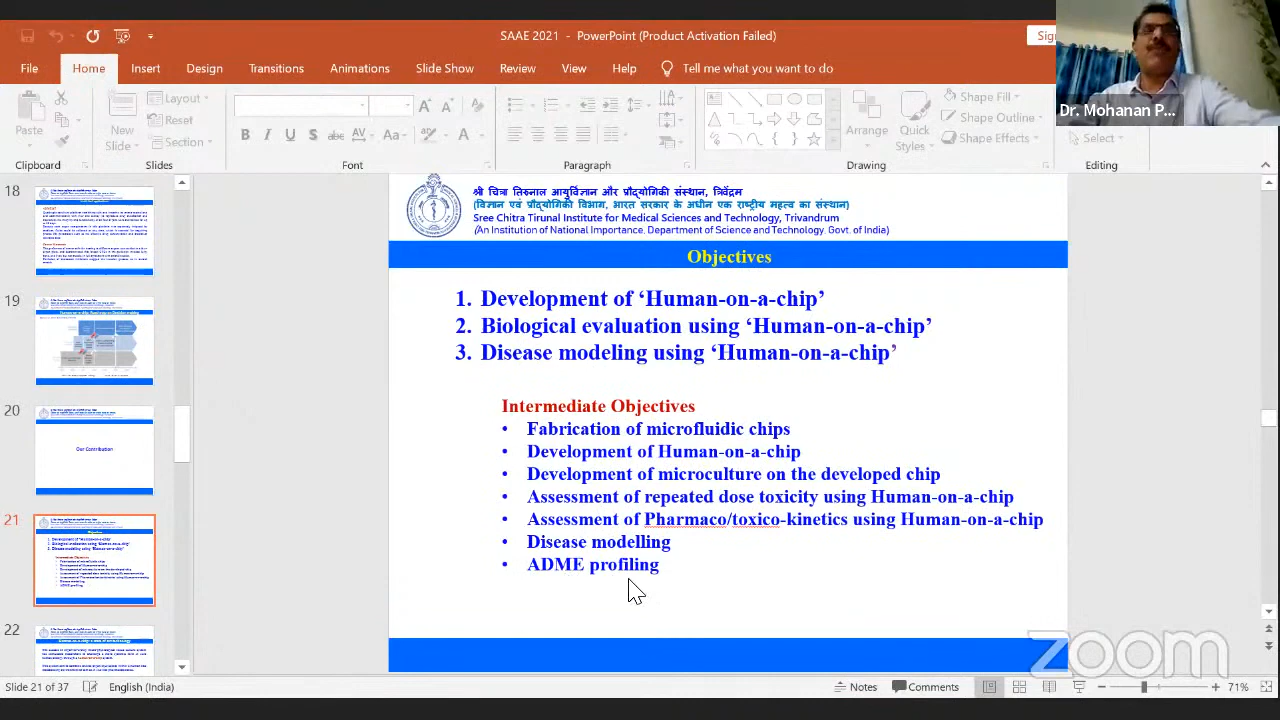 SAAE 2021 - PowerPoint (Product Activation Failed)
Sig
File Home Insert Design Transitions Animations Slide Show Review View Help Tell me what you want to do
Dr. Mohanan P...
Paste
New Slide
Layout
Reset
Section
Arrange
Quick Styles
Shape Fill
Shape Outline
Shape Effects
Select
Clipboard Slides Font Paragraph Drawing Editing
18
19
20
Our Contribution
21
22
श्री चित्रा तिरुनाल आयुर्विज्ञान और प्रौद्योगिकी संस्थान, त्रिवेंद्रम
(विज्ञान एवं प्रौद्योगिकी विभाग, भारत सरकार के अधीन एक राष्ट्रीय महत्व का संस्थान)
Sree Chitra Tirunal Institute for Medical Sciences and Technology, Trivandrum
(An Institution of National Importance, Department of Science and Technology, Govt. of India)
Objectives
1. Development of ‘Human-on-a-chip’
2. Biological evaluation using ‘Human-on-a-chip’
3. Disease modeling using ‘Human-on-a-chip’
Intermediate Objectives
• Fabrication of microfluidic chips
• Development of Human-on-a-chip
• Development of microculture on the developed chip
• Assessment of repeated dose toxicity using Human-on-a-chip
• Assessment of Pharmaco/toxico-kinetics using Human-on-a-chip
• Disease modelling
• ADME profiling
zoom
Slide 21 of 37 English (India) Notes Comments 71%